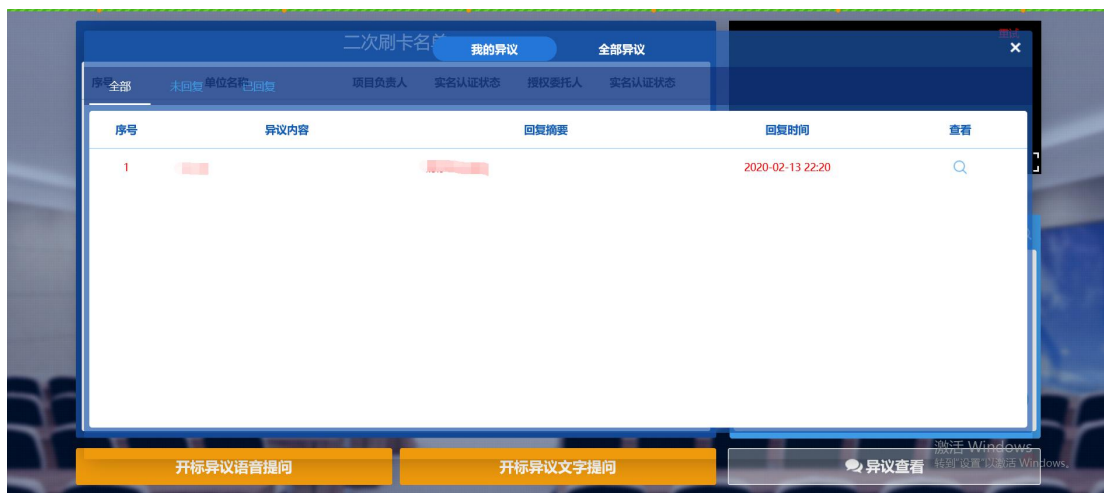 二次刷卡名单
我的异议 全部异议
重试
×
序号 单位名称 项目负责人 实名认证状态 授权委托人 实名认证状态
全部 未回复 已回复
序号 异议内容 回复摘要 回复时间 查看
1 2020-02-13 22:20
开标异议语音提问 开标异议文字提问 异议查看
激活 Windows
转到"设置"以激活 Windows。